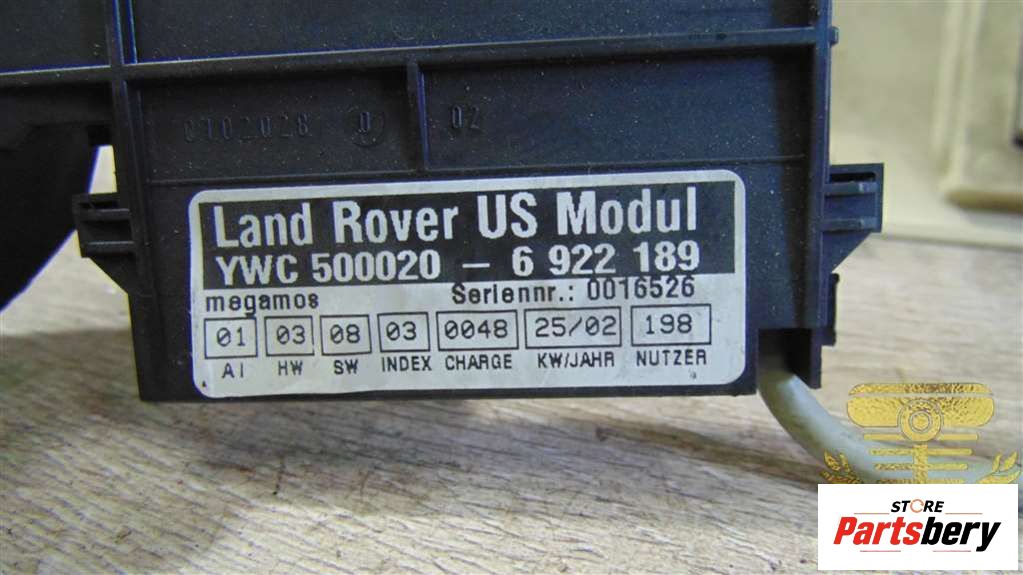 0102028 02
Land Rover US Modul
YWC 500020 – 6 922 189
megamos Seriennr.: 0016526
01 03 08 03 0048 25/02 198
AI HW SW INDEX CHARGE KW/JAHR NUTZER
STORE
Partsbery